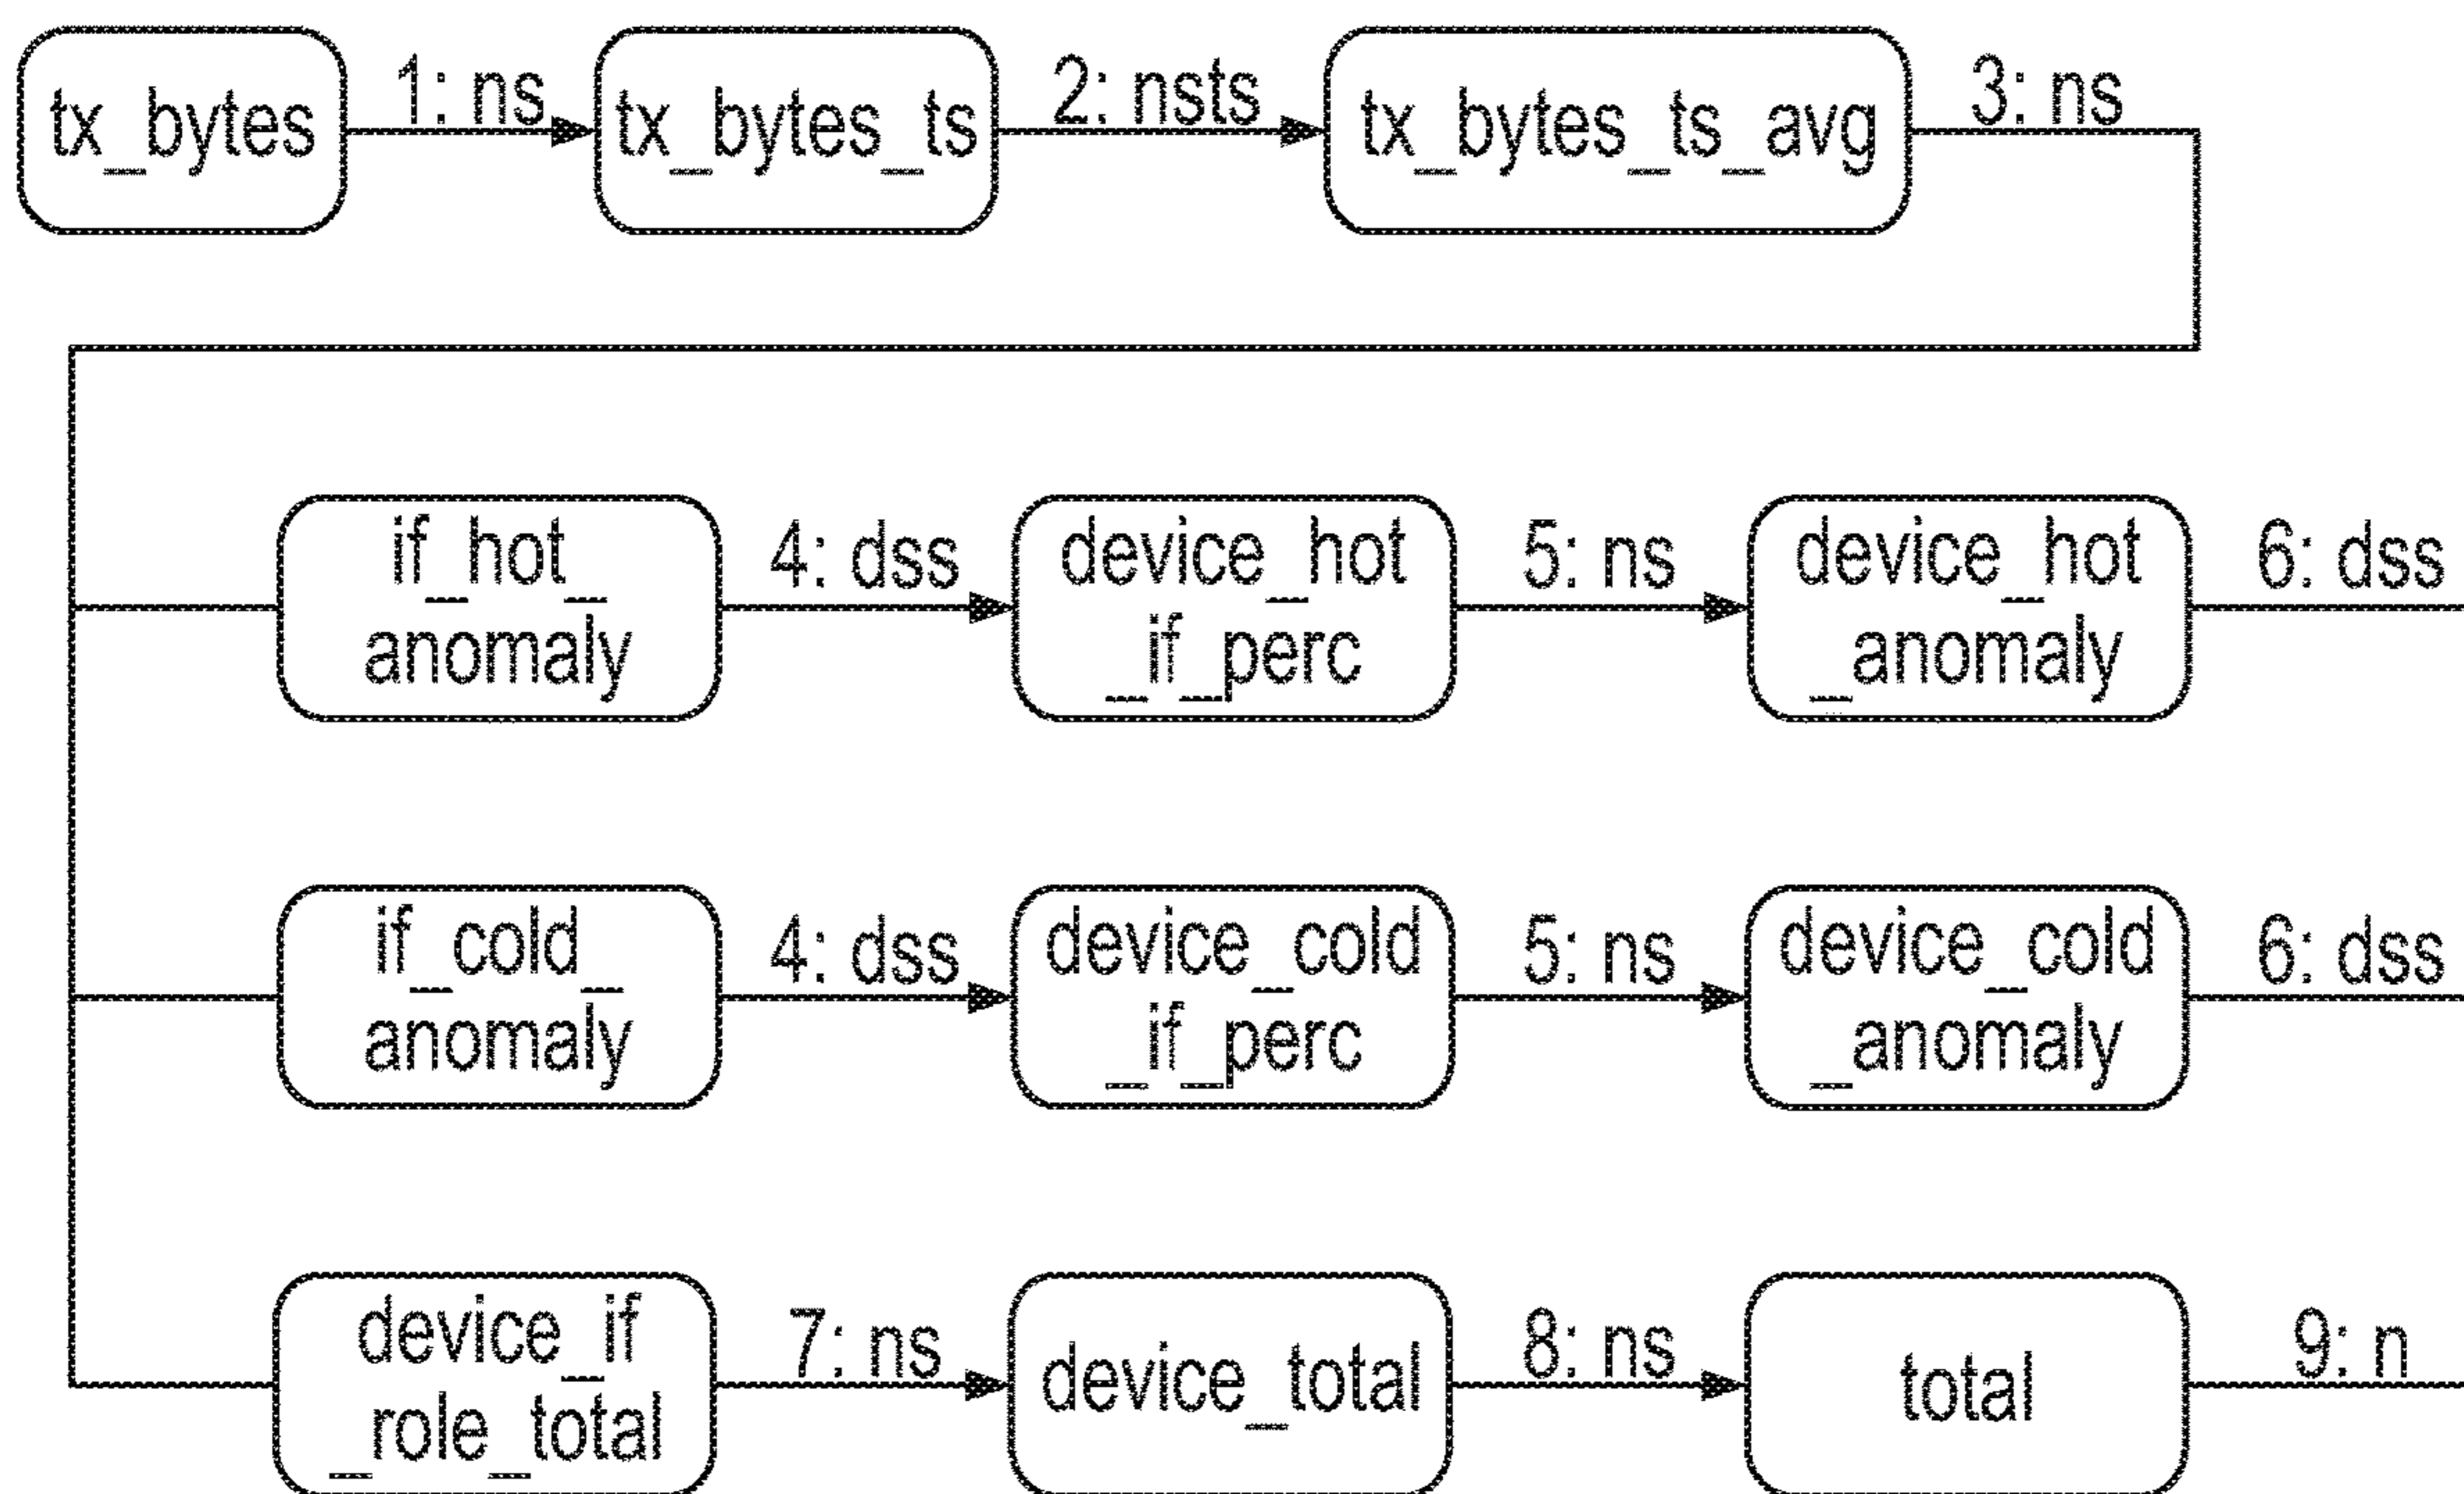 tx_bytes
1: ns
tx_bytes_ts
2: nsts
tx_bytes_ts_avg
3: ns
if_hot_
anomaly
4: dss
device_hot
_if_perc
5: ns
device_hot
_anomaly
6: dss
if_cold_
anomaly
4: dss
device_cold
_if_perc
5: ns
device_cold
_anomaly
6: dss
device_if
_role_total
7: ns
device_total
8: ns
total
9: n